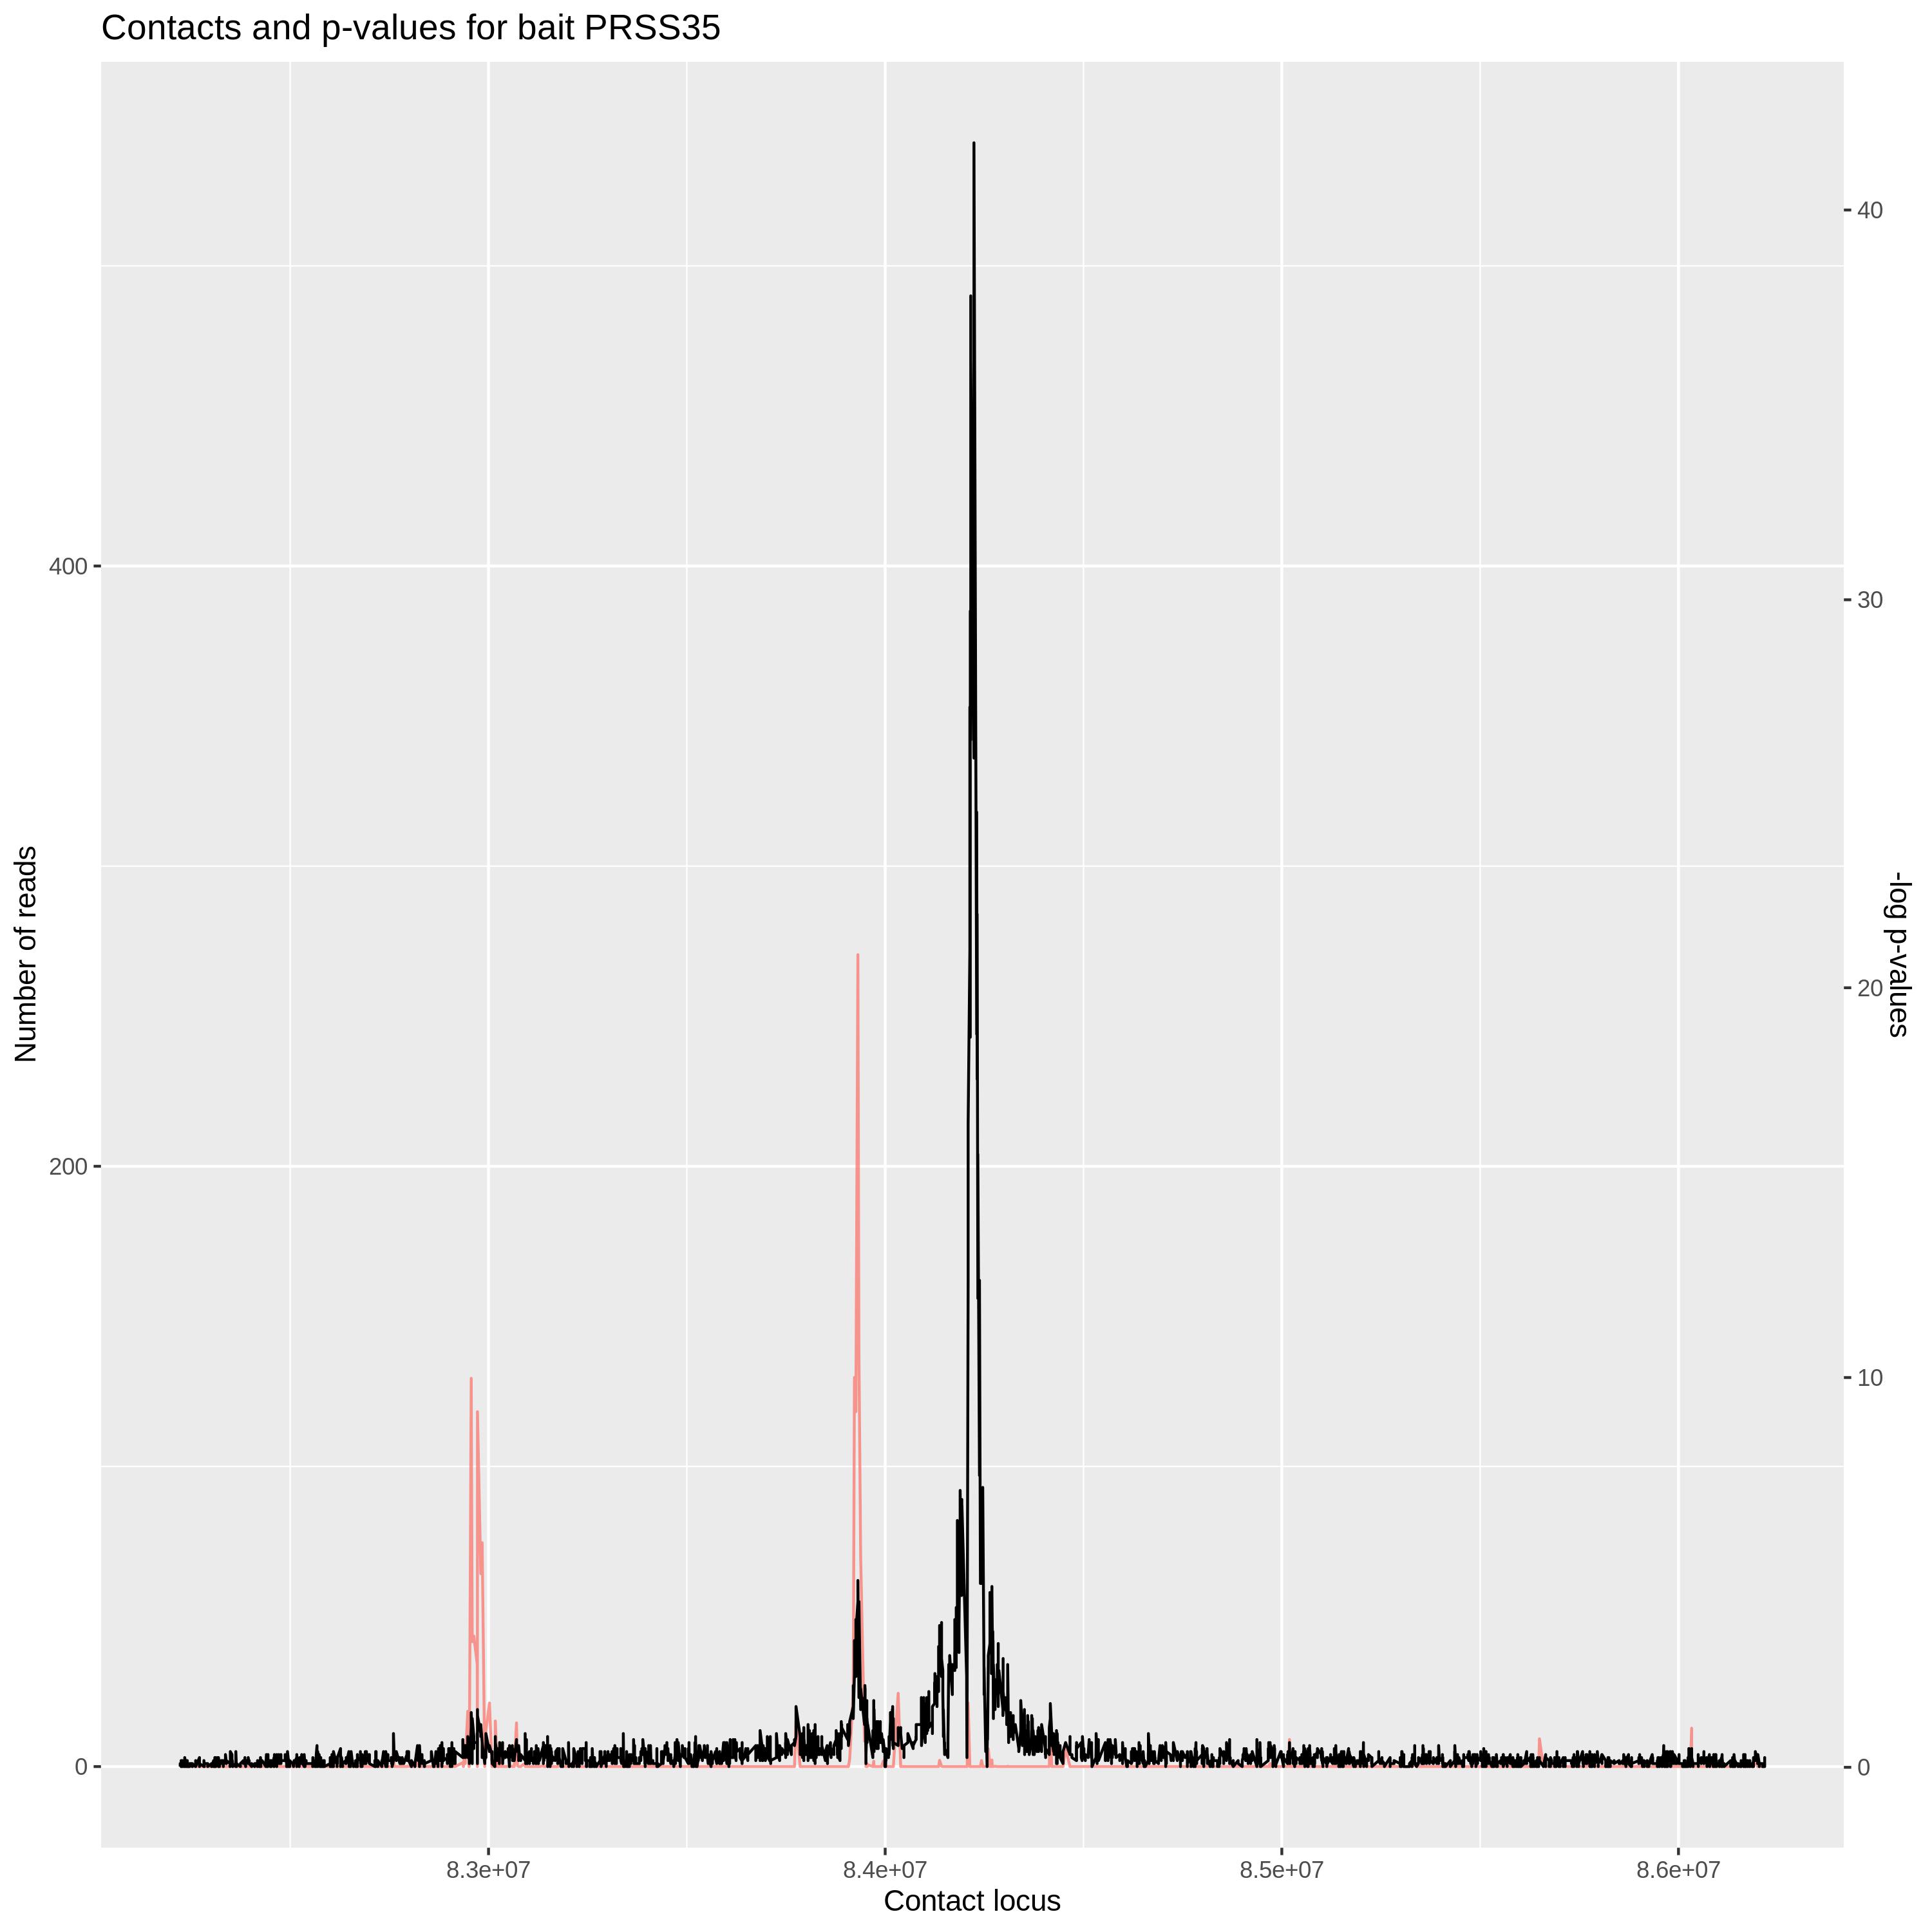 Contacts and p-values for bait PRSS35
Number of reads
400
200
0
40
30
20
10
0
-log p-values
8.3e+07
8.4e+07
8.5e+07
8.6e+07
Contact locus